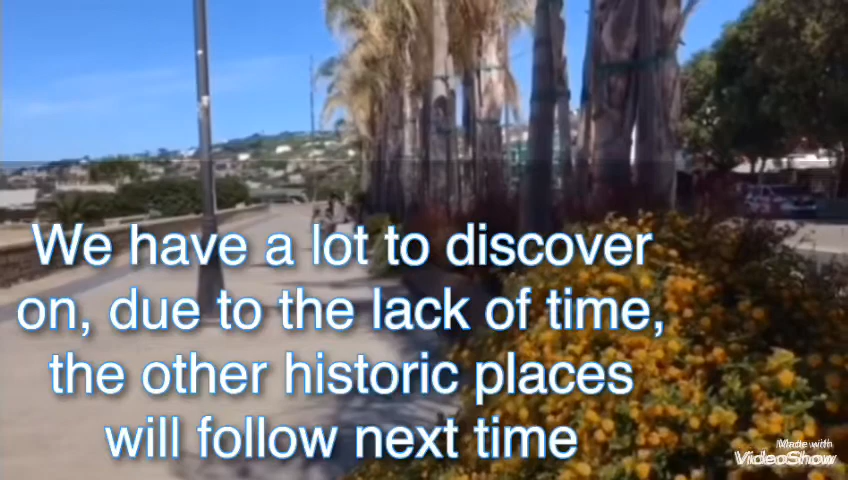 We have a lot to discover
on, due to the lack of time,
the other historic places
will follow next time
Made with
VideoShow